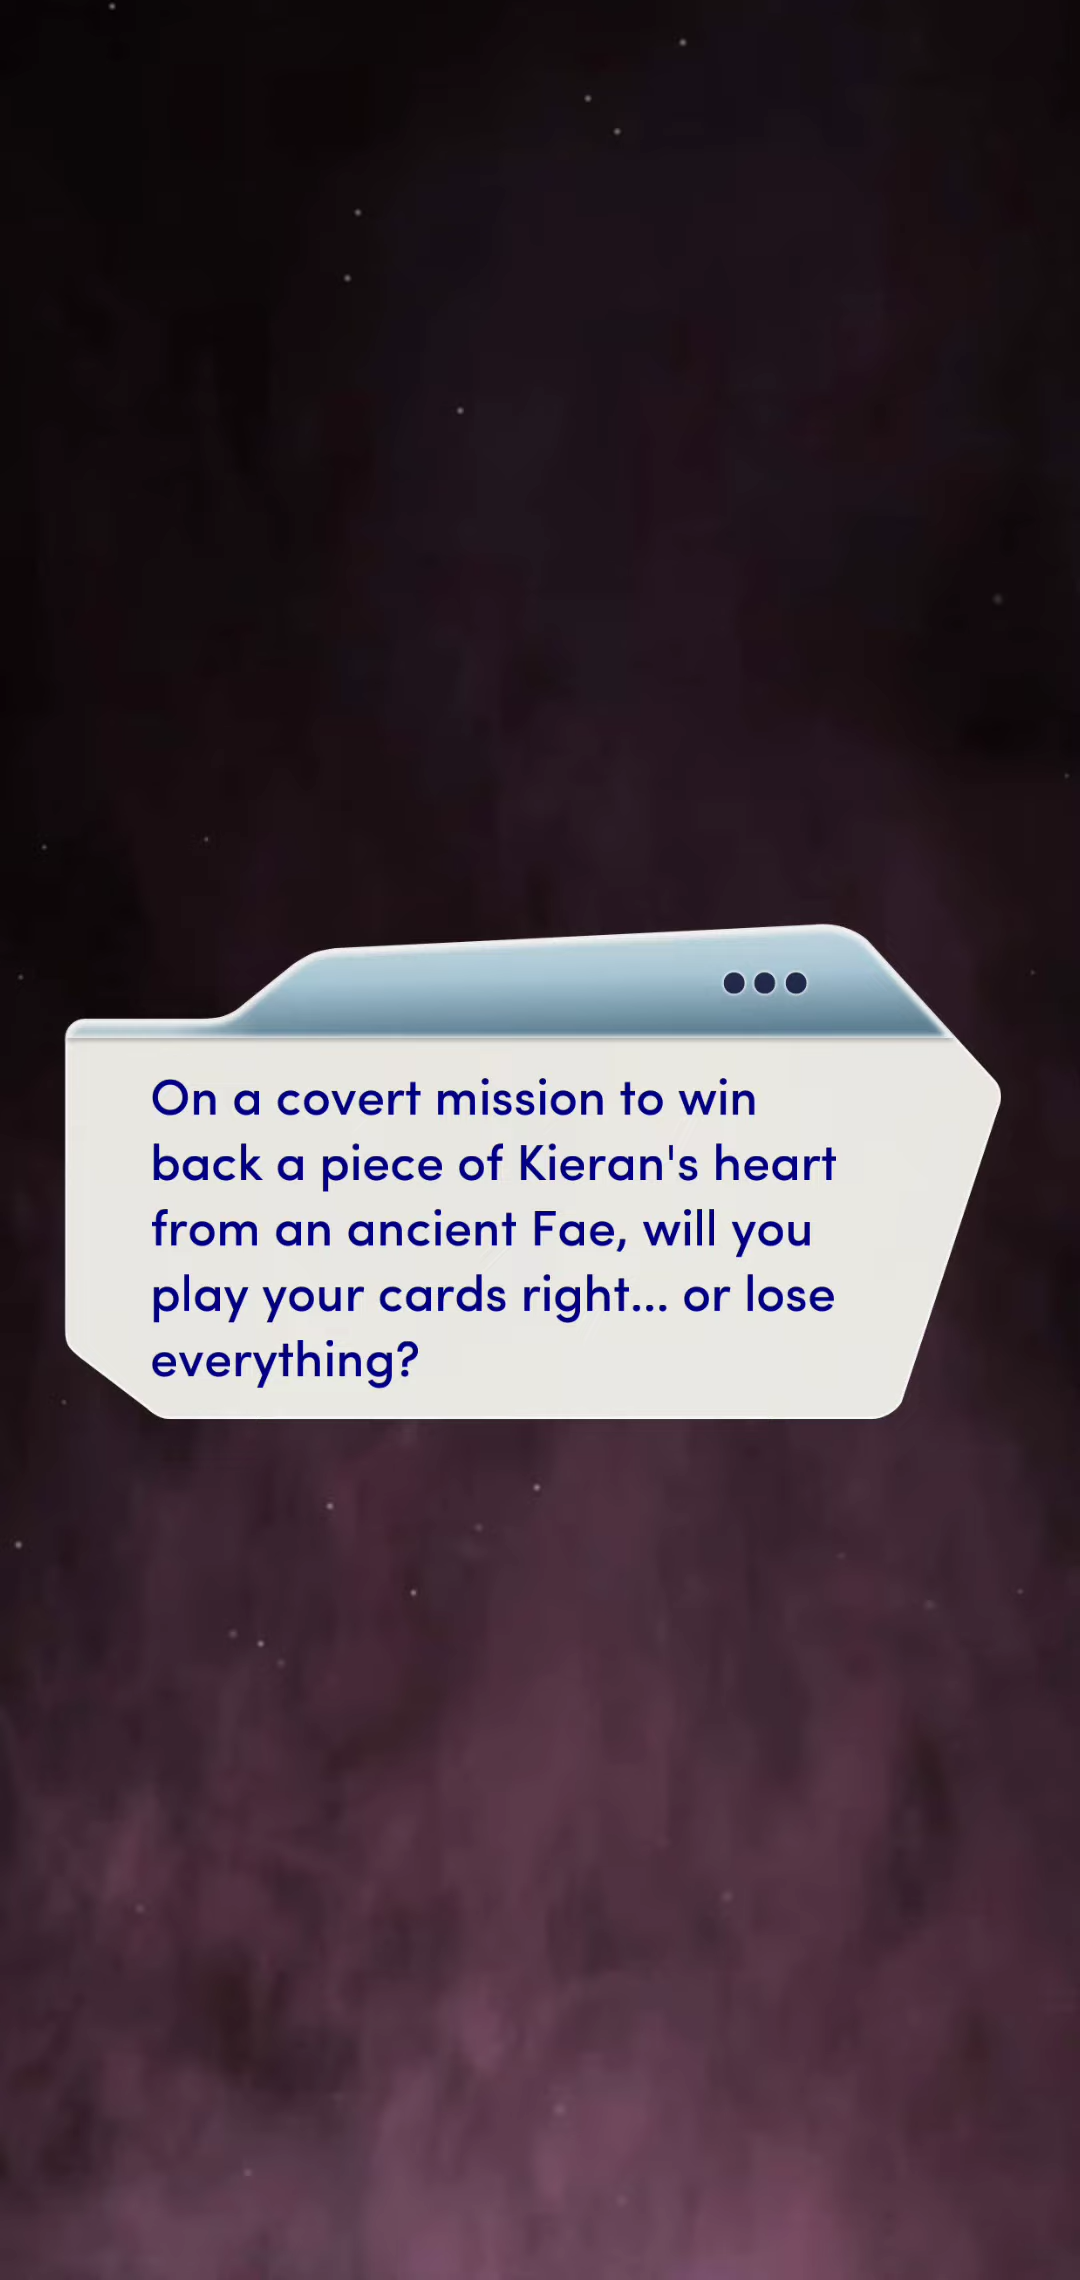 On a covert mission to win
back a piece of Kieran's heart
from an ancient Fae, will you
play your cards right... or lose
everything?